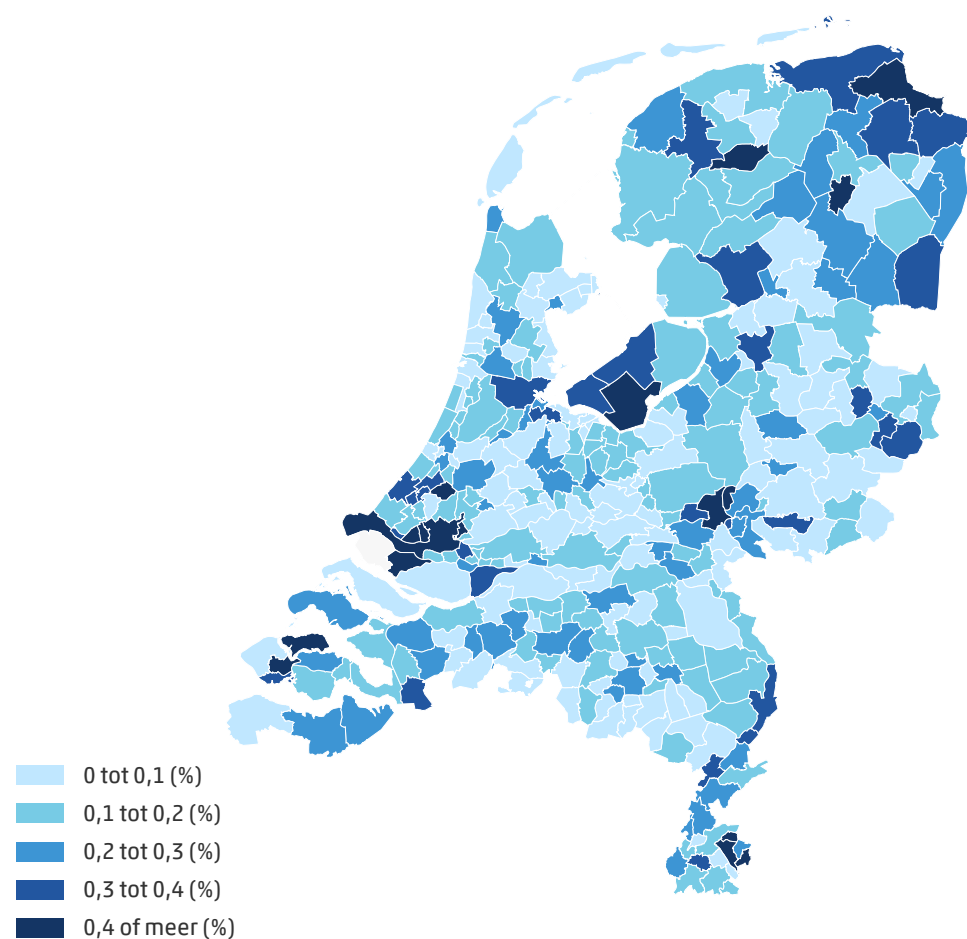 0 tot 0,1 (%)
0,1 tot 0,2 (%)
0,2 tot 0,3 (%)
0,3 tot 0,4 (%)
0,4 of meer (%)